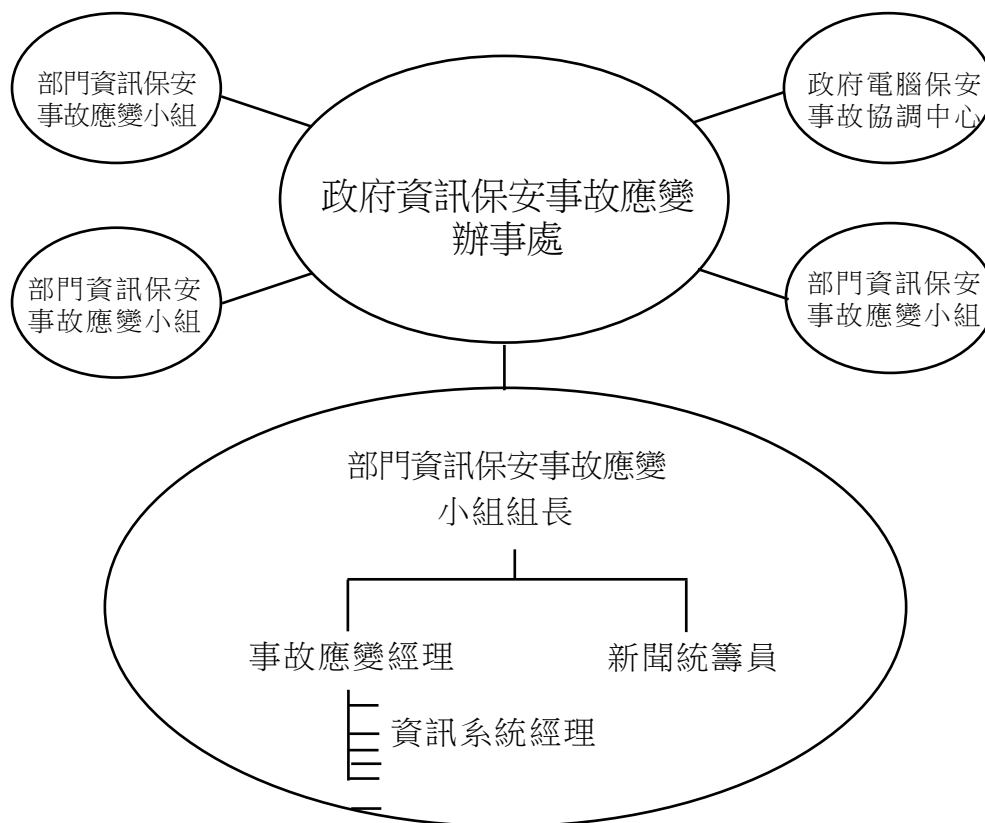 部門資訊保安
事故應變小組
政府電腦保安
事故協調中心
政府資訊保安事故應變
辦事處
部門資訊保安
事故應變小組
部門資訊保安
事故應變小組
部門資訊保安事故應變
小組組長
事故應變經理
新聞統籌員
資訊系統經理